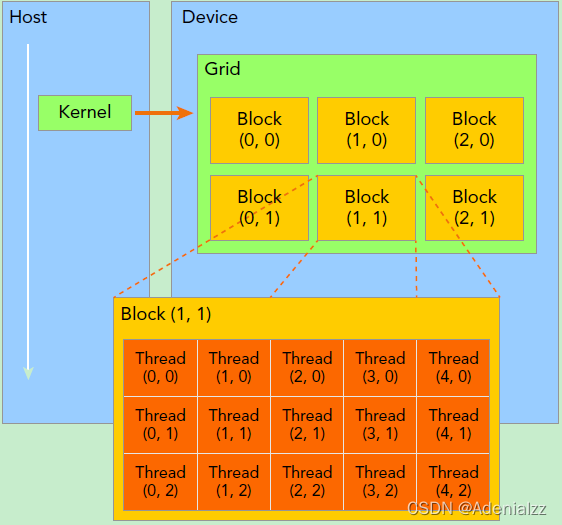 Host
Device
Grid
Kernel
Block
(0, 0)
Block
(1, 0)
Block
(2, 0)
Block
(0, 1)
Block
(1, 1)
Block
(2, 1)
Block (1, 1)
Thread
(0, 0)
Thread
(1, 0)
Thread
(2, 0)
Thread
(3, 0)
Thread
(4, 0)
Thread
(0, 1)
Thread
(1, 1)
Thread
(2, 1)
Thread
(3, 1)
Thread
(4, 1)
Thread
(0, 2)
Thread
(1, 2)
Thread
(2, 2)
Thread
(3, 2)
Thread
(4, 2)
CSDN @Adenialzz